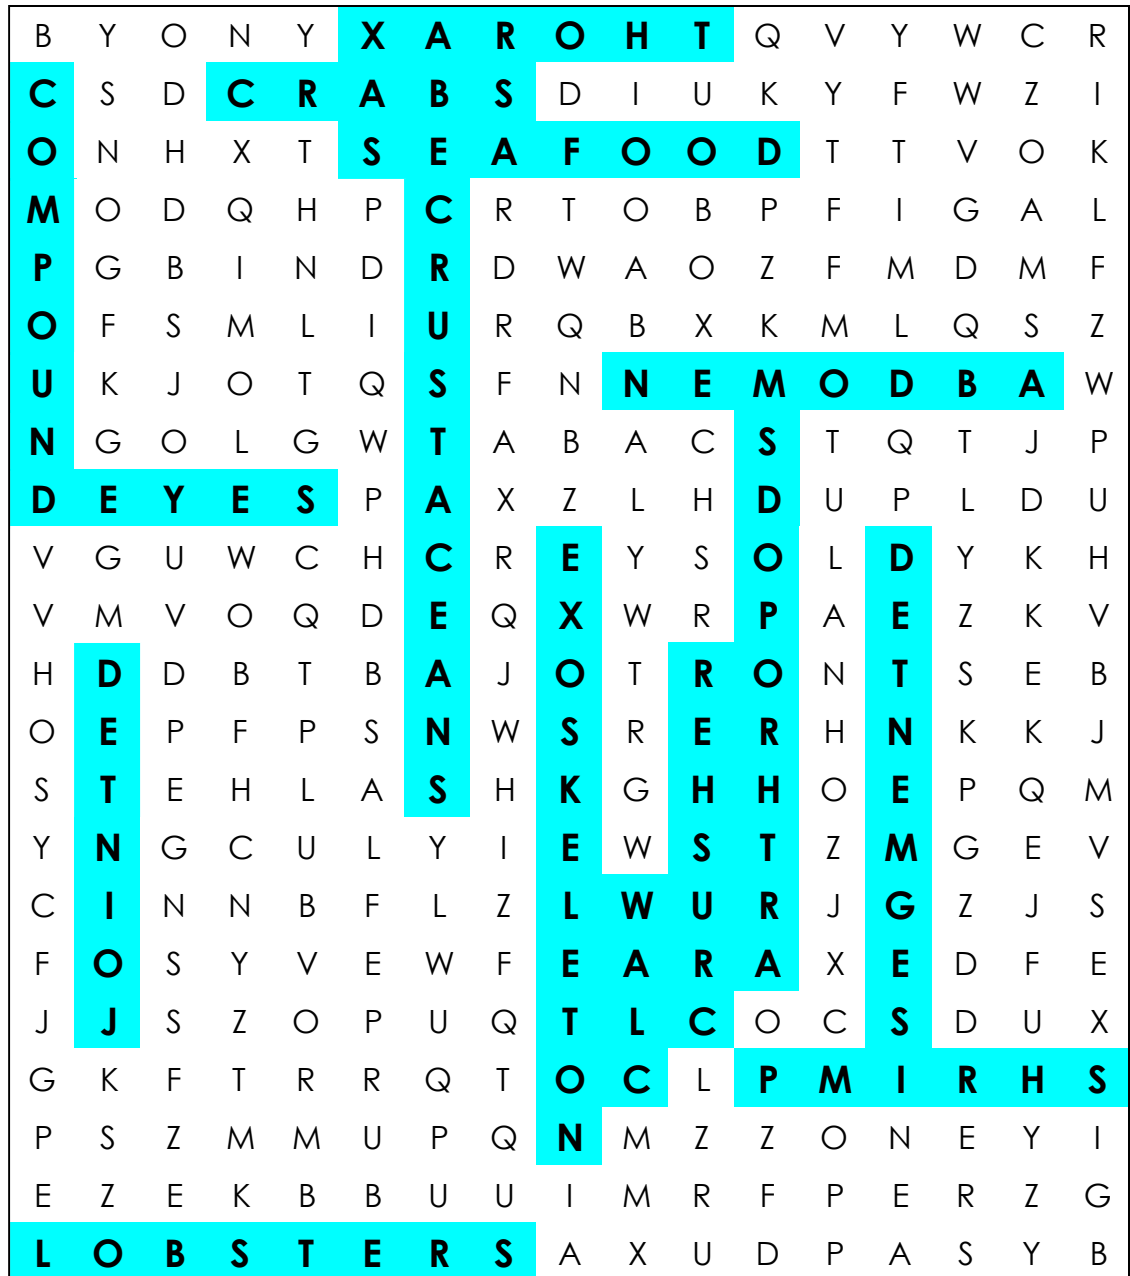 B Y O N Y X A R O H T Q V Y W C R
C S D C R A B S D I U K Y F W Z I
O N H X T S E A F O O D T T V O K
M O D Q H P C R T O B P F I G A L
P G B I N D R D W A O Z F M D M F
O F S M L I U R Q B X K M L Q S Z
U K J O T Q S F N N E M O D B A W
N G O L G W T A B A C S T Q T J P
D E Y E S P A X Z L H D U P L D U
V G U W C H C R E Y S O L D Y K H
V M V O Q D E Q X W R P A E Z K V
H D D B T B A J O T R O N T S E B
O E P F P S N W S R E R H N K K J
S T E H L A S H K G H H O E P Q M
Y N G C U L Y I E W S T Z M G E V
C I N N B F L Z L W U R J G Z J S
F O S Y V E W F E A R A X E D F E
J J S Z O P U Q T L C O C S D U X
G K F T R R Q T O C L P M I R H S
P S Z M M U P Q N M Z Z O N E Y I
E Z E K B B U U I M R F P E R Z G
L O B S T E R S A X U D P A S Y B